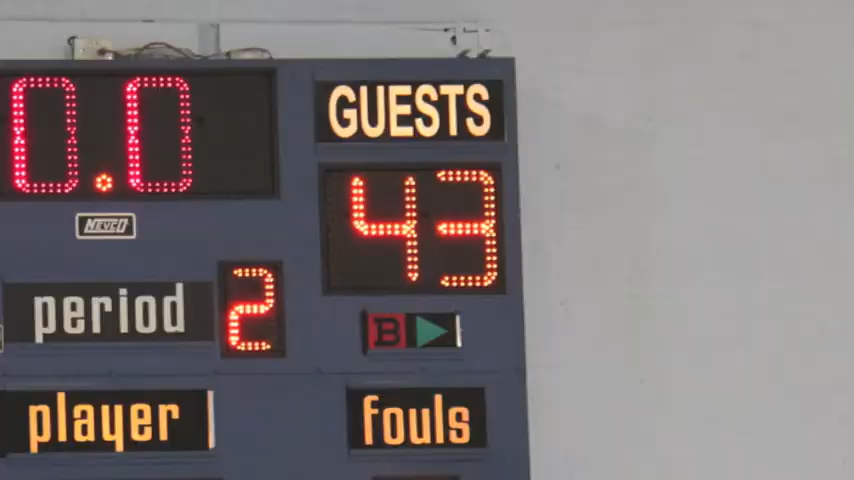 0.0
GUESTS
43
NEVCO
period 2
B
player
fouls